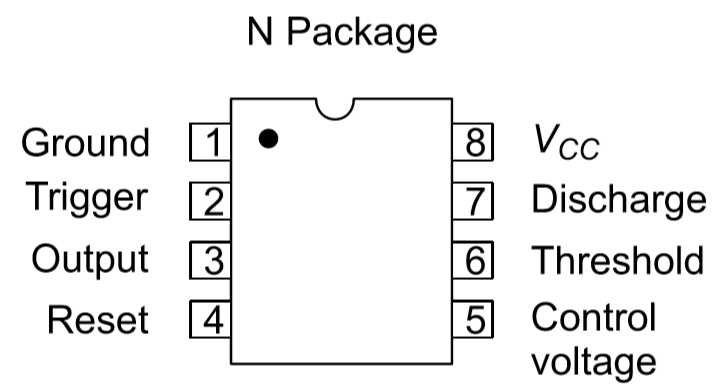 N Package
Ground 1 8 VCC
Trigger 2 7 Discharge
Output 3 6 Threshold
Reset 4 5 Control
voltage